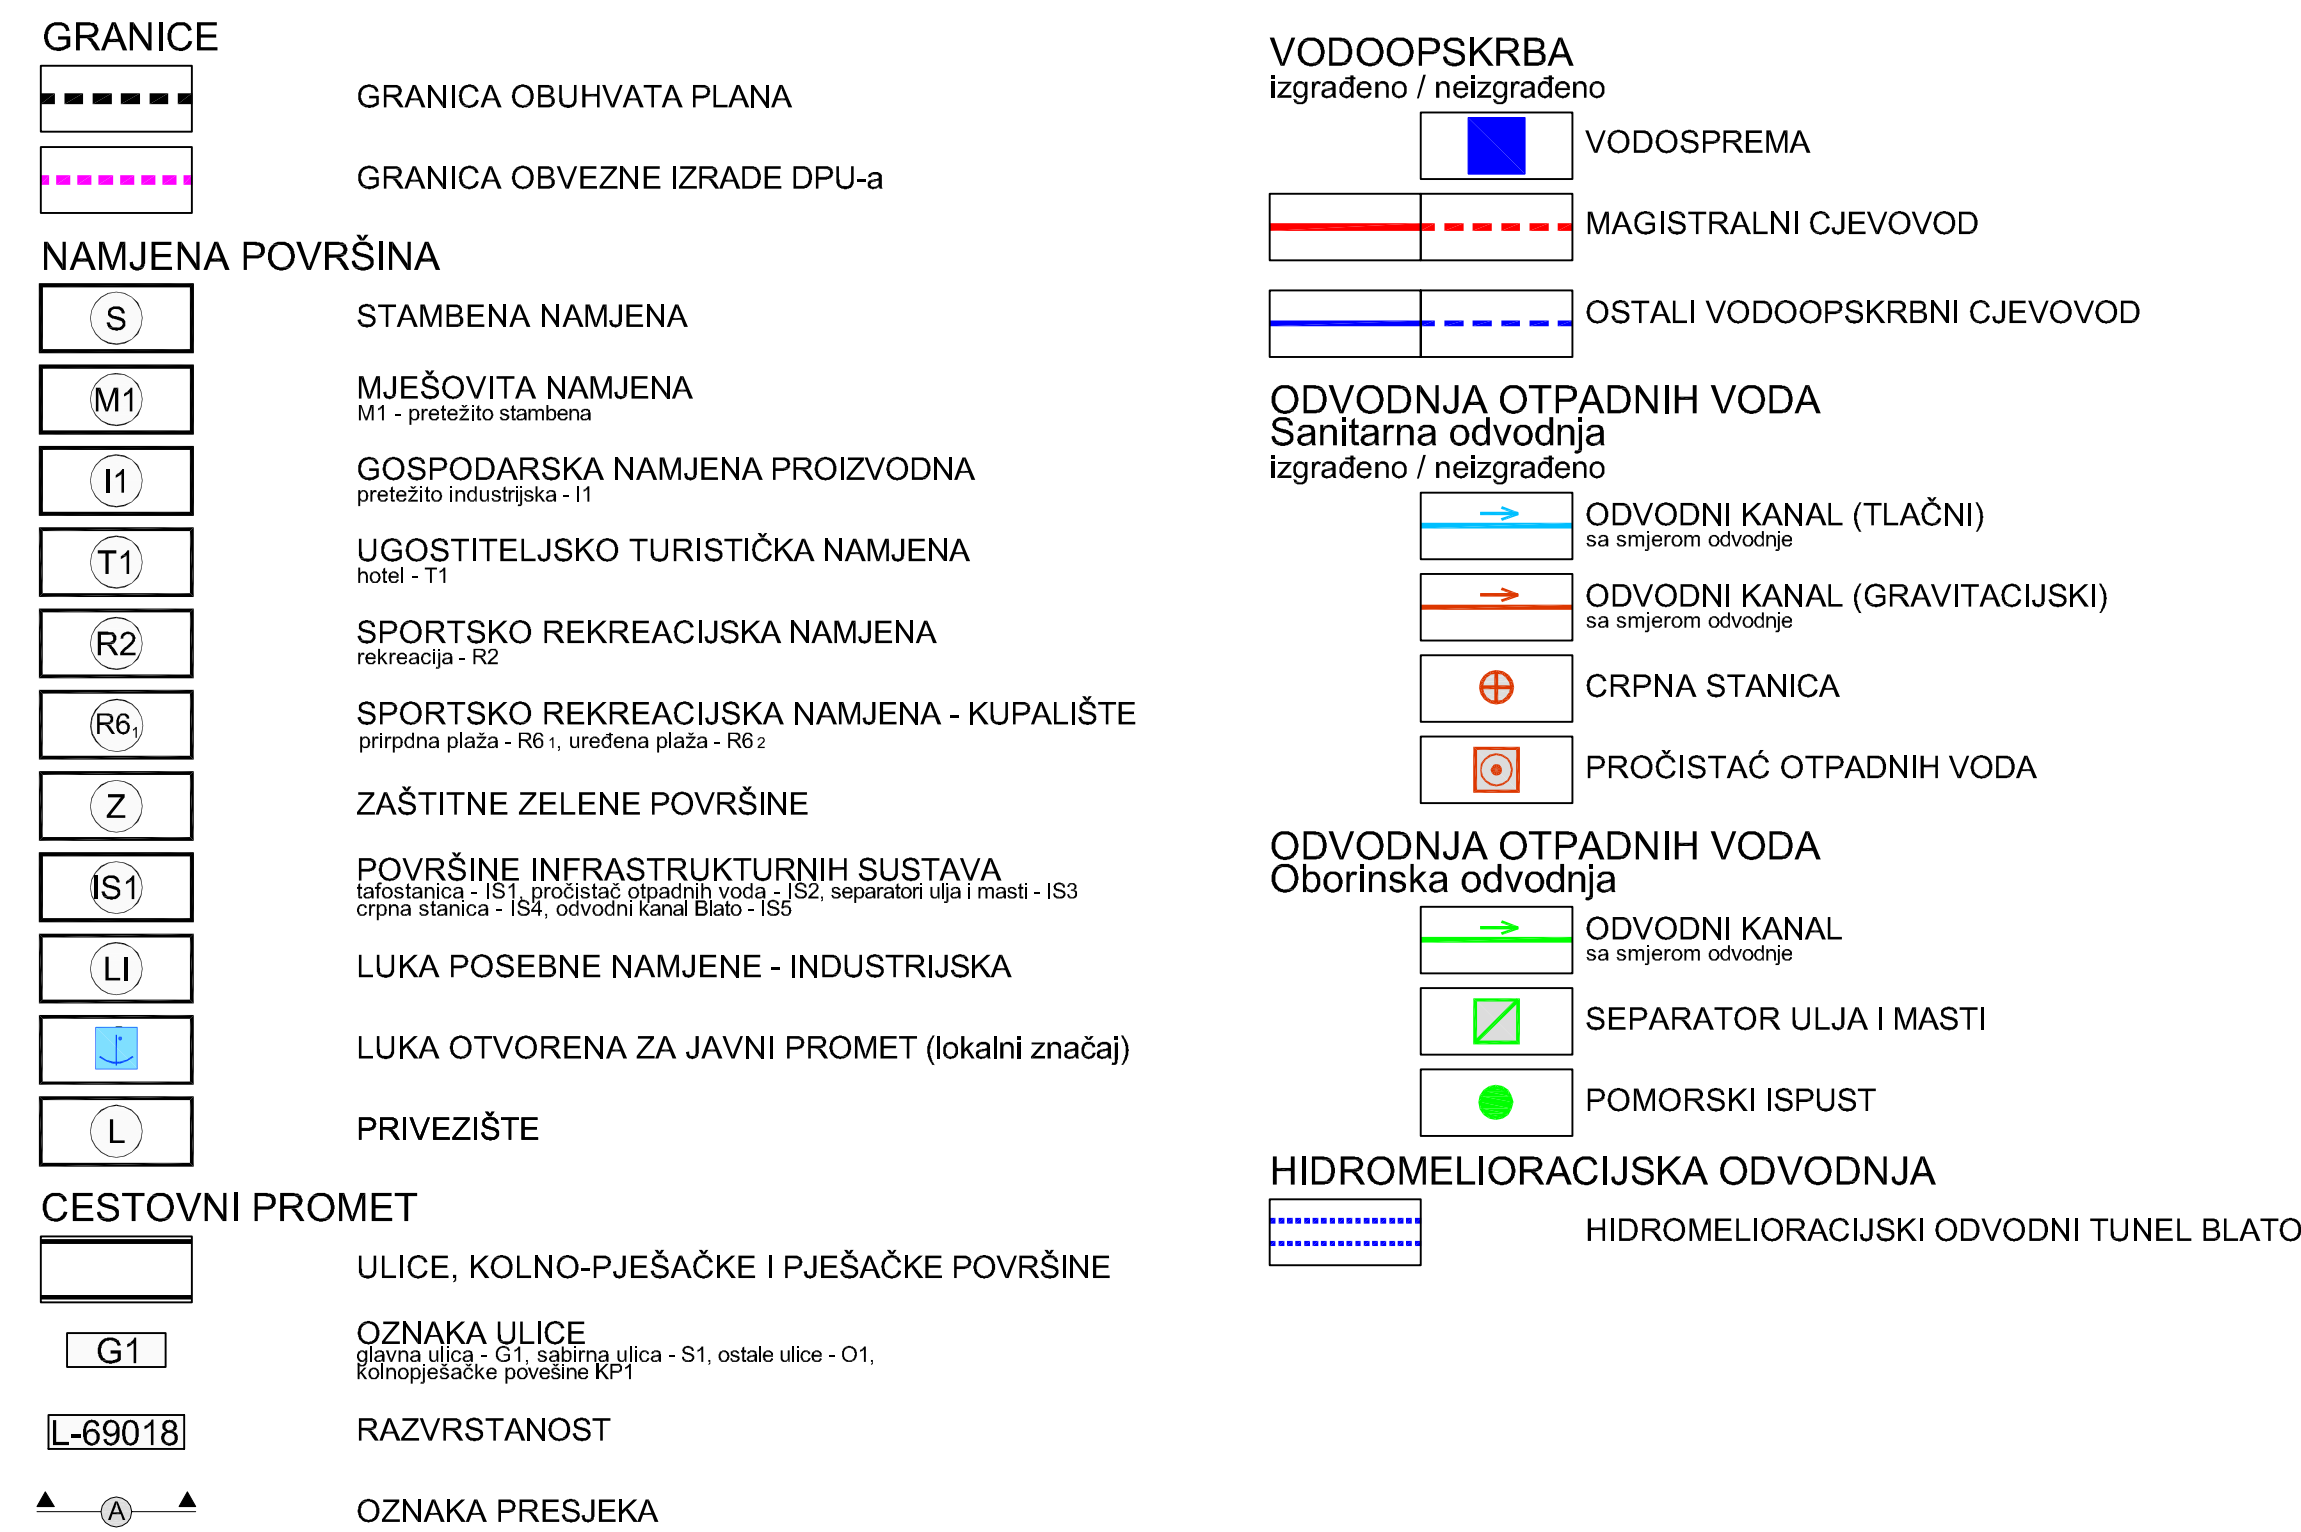 GRANICE
GRANICA OBUHVATA PLANA
GRANICA OBVEZNE IZRADE DPU-a
NAMJENA POVRŠINA
S STAMBENA NAMJENA
M1 MJEŠOVITA NAMJENA
M1 - pretežito stambena
I1 GOSPODARSKA NAMJENA PROIZVODNA
pretežito industrijska - I1
T1 UGOSTITELJSKO TURISTIČKA NAMJENA
hotel - T1
R2 SPORTSKO REKREACIJSKA NAMJENA
rekreacija - R2
R6₁ SPORTSKO REKREACIJSKA NAMJENA - KUPALIŠTE
prirpdna plaža - R6 1, uređena plaža - R6 2
Z ZAŠTITNE ZELENE POVRŠINE
IS1 POVRŠINE INFRASTRUKTURNIH SUSTAVA
tafostanica - IS1, pročistač otpadnih voda - IS2, separatori ulja i masti - IS3
crpna stanica - IS4, odvodni kanal Blato - IS5
LI LUKA POSEBNE NAMJENE - INDUSTRIJSKA
LUKA OTVORENA ZA JAVNI PROMET (lokalni značaj)
L PRIVEZIŠTE
CESTOVNI PROMET
ULICE, KOLNO-PJEŠAČKE I PJEŠAČKE POVRŠINE
G1 OZNAKA ULICE
glavna ulica - G1, sabirna ulica - S1, ostale ulice - O1,
kolnopješačke povešine KP1
L-69018 RAZVRSTANOST
A OZNAKA PRESJEKA
VODOOPSKRBA
izgrađeno / neizgrađeno
VODOSPREMA
MAGISTRALNI CJEVOVOD
OSTALI VODOOPSKRBNI CJEVOVOD
ODVODNJA OTPADNIH VODA
Sanitarna odvodnja
izgrađeno / neizgrađeno
ODVODNI KANAL (TLAČNI)
sa smjerom odvodnje
ODVODNI KANAL (GRAVITACIJSKI)
sa smjerom odvodnje
CRPNA STANICA
PROČISTAĆ OTPADNIH VODA
ODVODNJA OTPADNIH VODA
Oborinska odvodnja
ODVODNI KANAL
sa smjerom odvodnje
SEPARATOR ULJA I MASTI
POMORSKI ISPUST
HIDROMELIORACIJSKA ODVODNJA
HIDROMELIORACIJSKI ODVODNI TUNEL BLATO